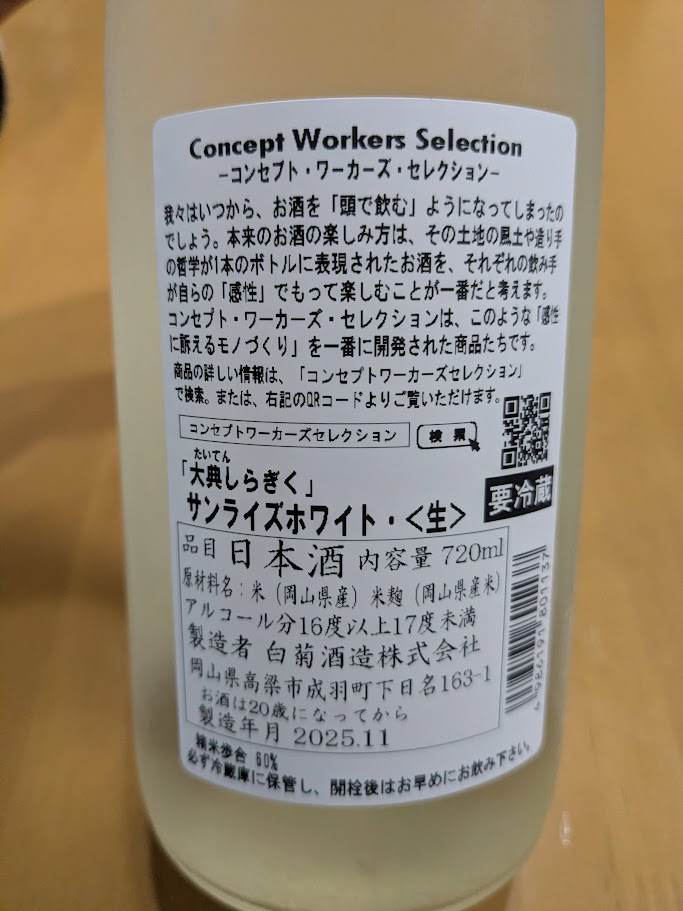 Concept Workers Selection
−コンセプト・ワーカーズ・セレクション−
我々はいつから、お酒を「頭で飲む」ようになってしまったの
でしょう。本来のお酒の楽しみ方は、その土地の風土や造り手
の哲学が1本のボトルに表現されたお酒を、それぞれの飲み手
が自らの「感性」でもって楽しむことが一番だと考えます。
コンセプト・ワーカーズ・セレクションは、このような「感性
に訴えるモノづくり」を一番に開発された商品たちです。
商品の詳しい情報は、「コンセプトワーカーズセレクション」
で検索。または、右記のQRコードよりご覧いただけます。
コンセプトワーカーズセレクション 検索
たいてん
「大典しらぎく」
サンライズホワイト・<生>
要冷蔵
品目 日本酒 内容量 720ml
原材料名：米（岡山県産）米麹（岡山県産米）
アルコール分16度以上17度未満
製造者 白菊酒造株式会社
岡山県高梁市成羽町下日名163-1
お酒は20歳になってから
製造年月 2025.11
4 986191 801137
精米歩合 60%
必ず冷蔵庫に保管し、開栓後はお早めにお飲み下さい。